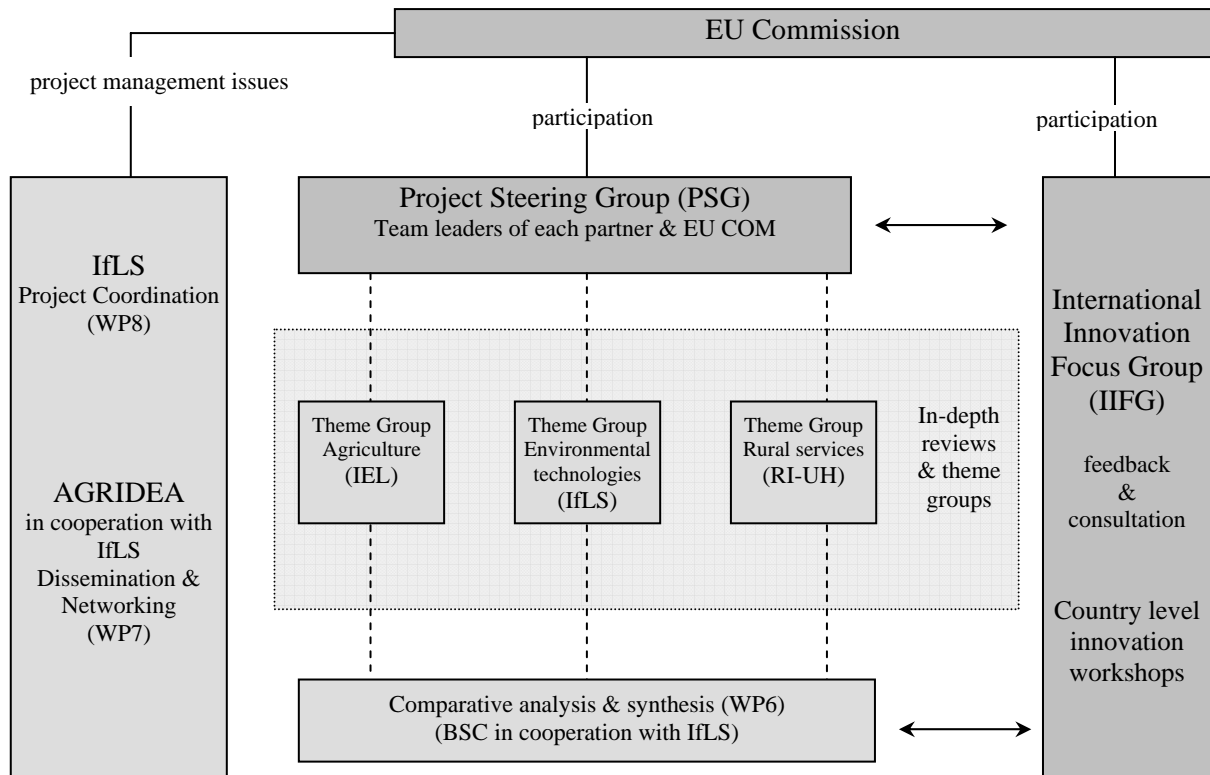 EU Commission
project management issues
participation
participation
IfLS
Project Coordination
(WP8)
AGRIDEA
in cooperation with
IfLS
Dissemination &
Networking
(WP7)
Project Steering Group (PSG)
Team leaders of each partner & EU COM
Theme Group
Agriculture
(IEL)
Theme Group
Environmental
technologies
(IfLS)
Theme Group
Rural services
(RI-UH)
In-depth
reviews
& theme
groups
Comparative analysis & synthesis (WP6)
(BSC in cooperation with IfLS)
International
Innovation
Focus Group
(IIFG)
feedback
&
consultation
Country level
innovation
workshops